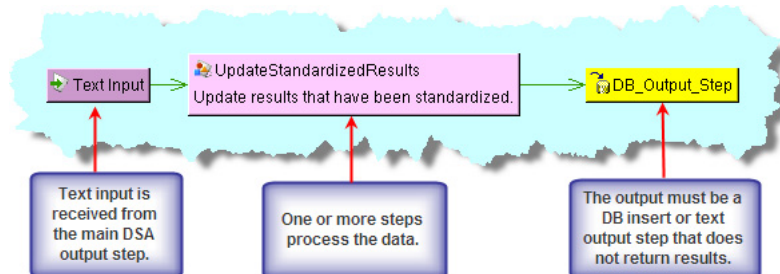 Text Input
UpdateStandardizedResults
Update results that have been standardized.
DB_Output_Step
Text input is
received from
the main DSA
output step.
One or more steps
process the data.
The output must be a
DB insert or text
output step that does
not return results.